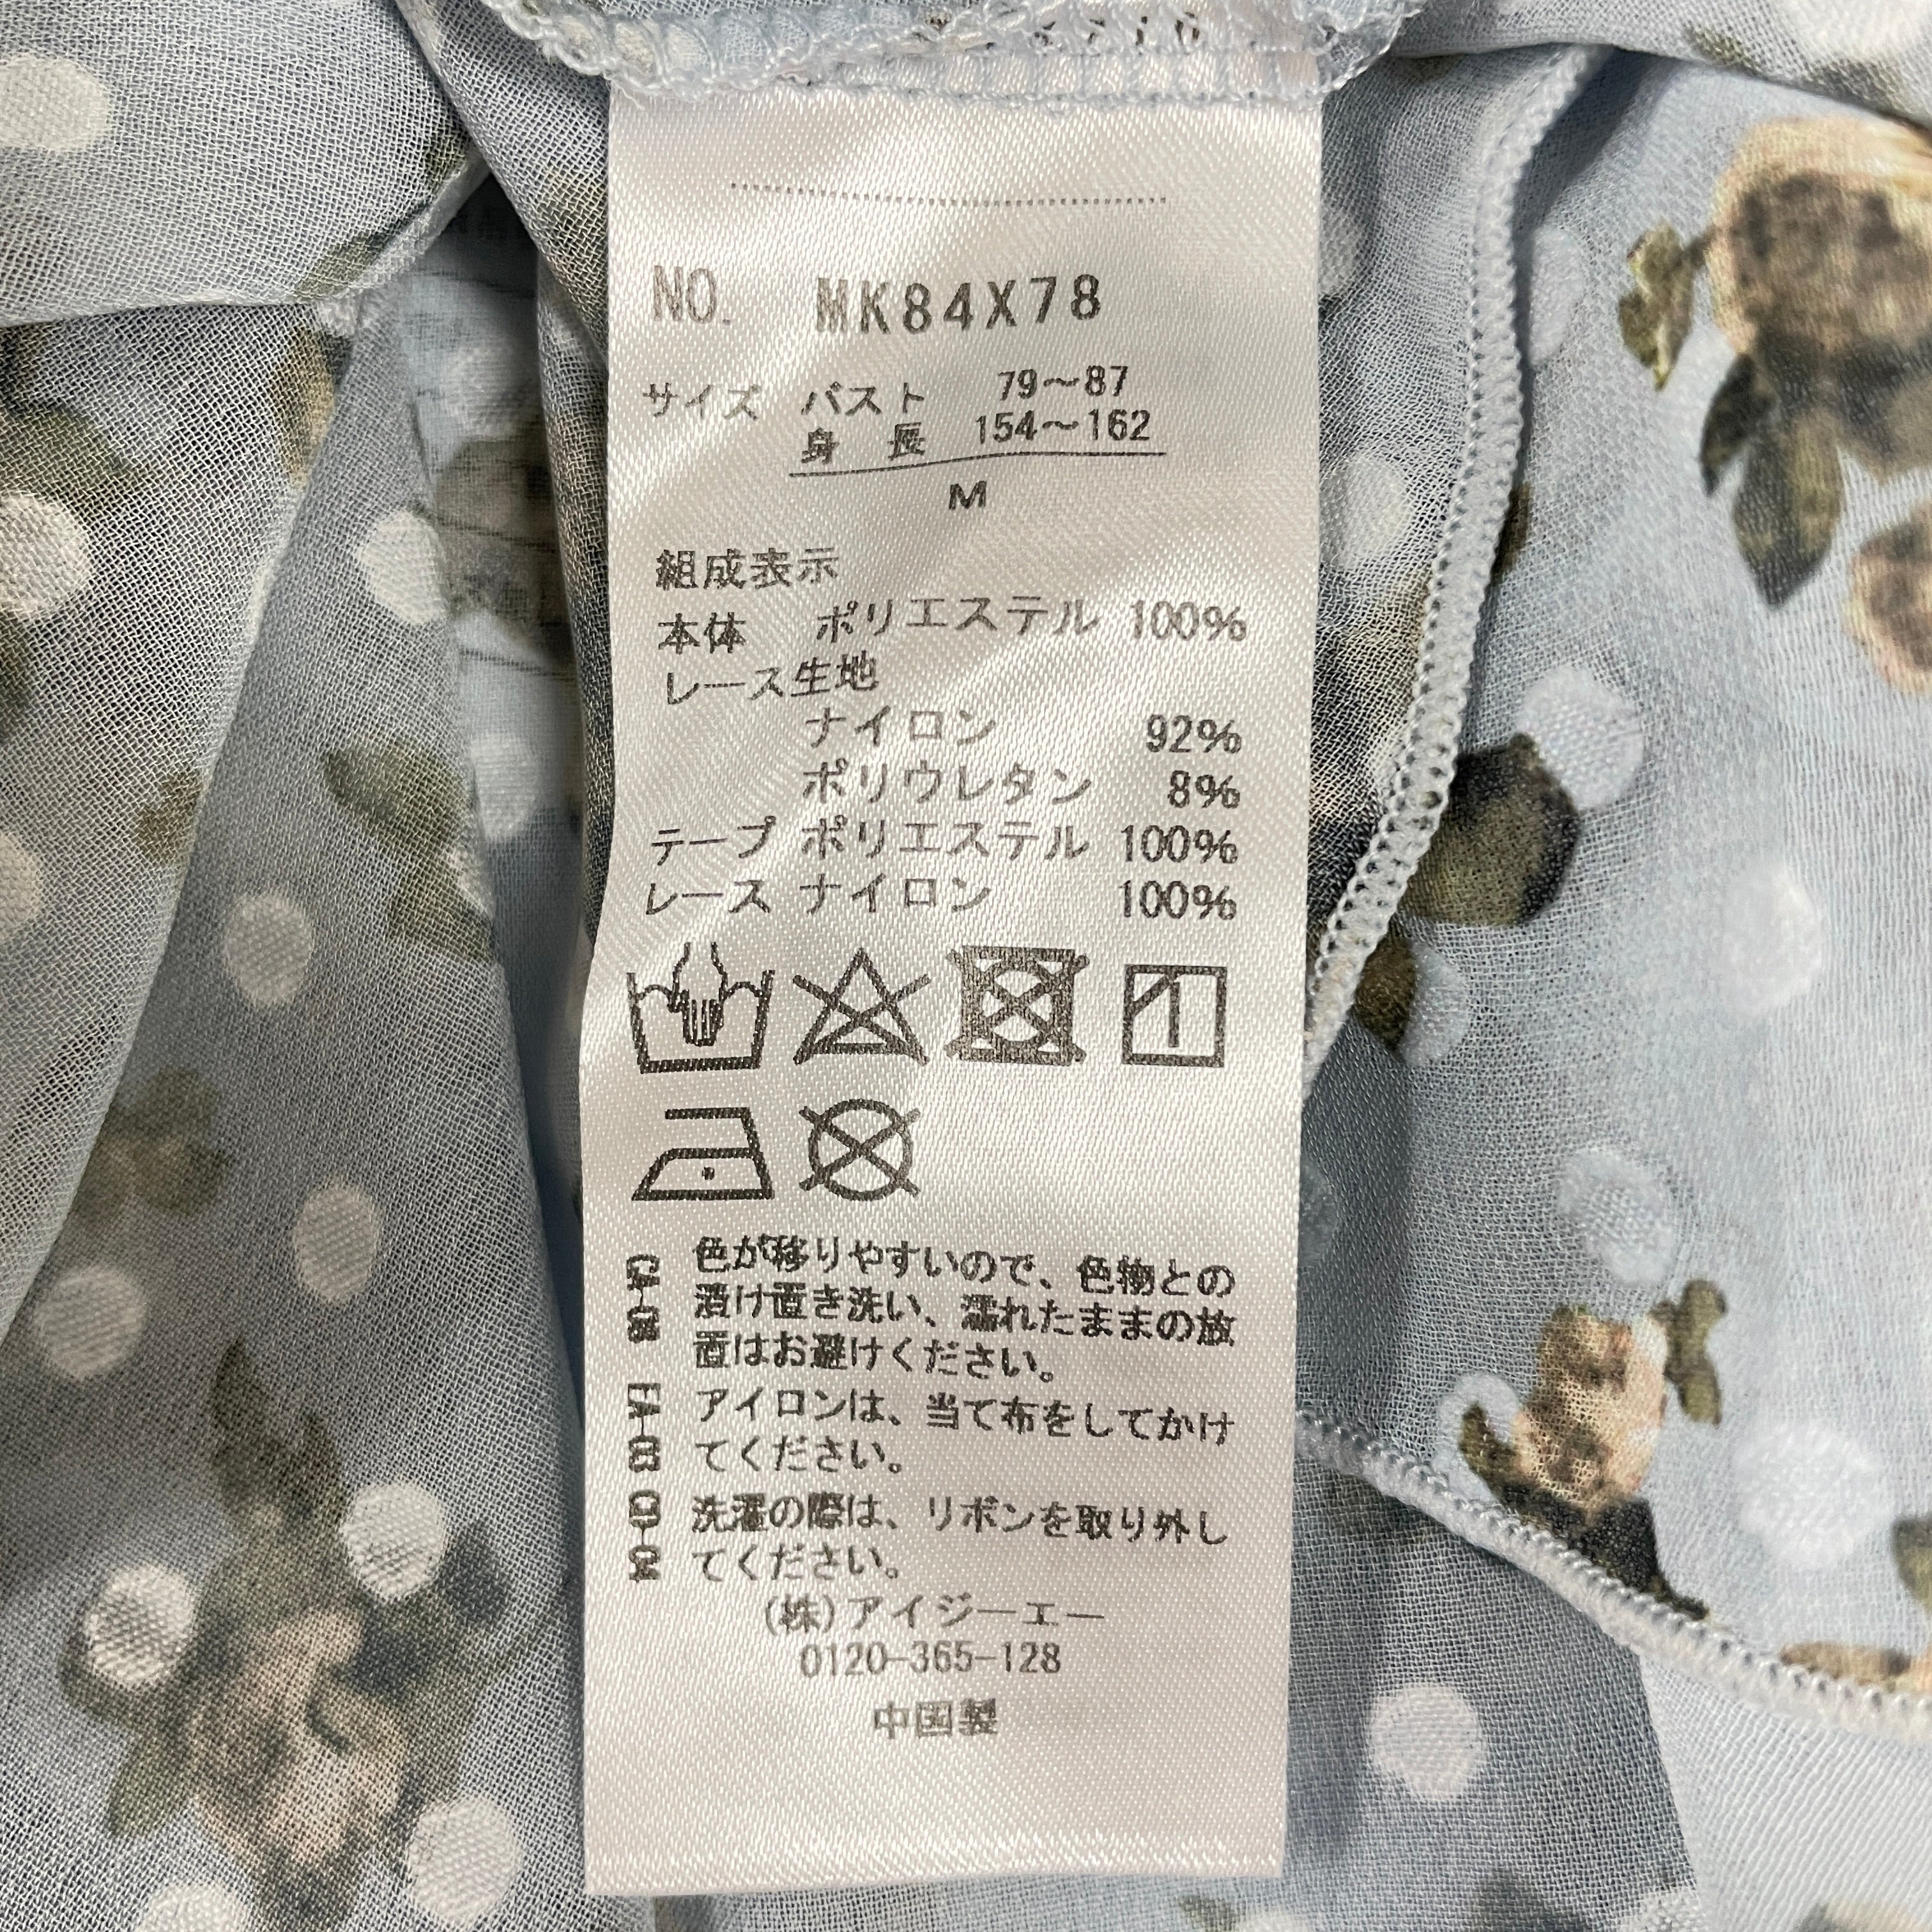 NO. MK84X78
サイズ バスト 79〜87
身長 154〜162
M
組成表示
本体 ポリエステル 100%
レース生地
ナイロン 92%
ポリウレタン 8%
テープ ポリエステル 100%
レース ナイロン 100%
色が移りやすいので、色物との
漬け置き洗い、濡れたままの放
置はお避けください。
アイロンは、当て布をしてかけ
てください。
洗濯の際は、リボンを取り外し
てください。
(株)アイジーエー
0120-365-128
中国製